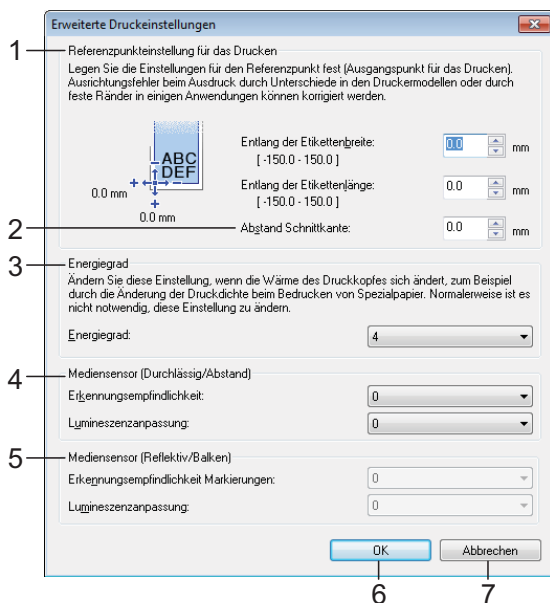 Erweiterte Druckeinstellungen
1
Referenzpunkteinstellung für das Drucken
Legen Sie die Einstellungen für den Referenzpunkt fest (Ausgangspunkt für das Drucken).
Ausrichtungsfehler beim Ausdruck durch Unterschiede in den Druckermodellen oder durch
feste Ränder in einigen Anwendungen können korrigiert werden.
ABC
DEF
0.0 mm
0.0 mm
Entlang der Etikettenbreite:
[ -150.0 - 150.0 ]
0.0 mm
Entlang der Etikettenlänge:
[ -150.0 - 150.0 ]
0.0 mm
2
Abstand Schnittkante:
0.0 mm
3
Energiegrad
Ändern Sie diese Einstellung, wenn die Wärme des Druckkopfes sich ändert, zum Beispiel
durch die Änderung der Druckdichte beim Bedrucken von Spezialpapier. Normalerweise ist es
nicht notwendig, diese Einstellung zu ändern.
Energiegrad:
4
4
Mediensensor (Durchlässig/Abstand)
Erkennungsempfindlichkeit:
0
Lumineszenzanpassung:
0
5
Mediensensor (Reflektiv/Balken)
Erkennungsempfindlichkeit Markierungen:
0
Lumineszenzanpassung:
0
OK
Abbrechen
6
7